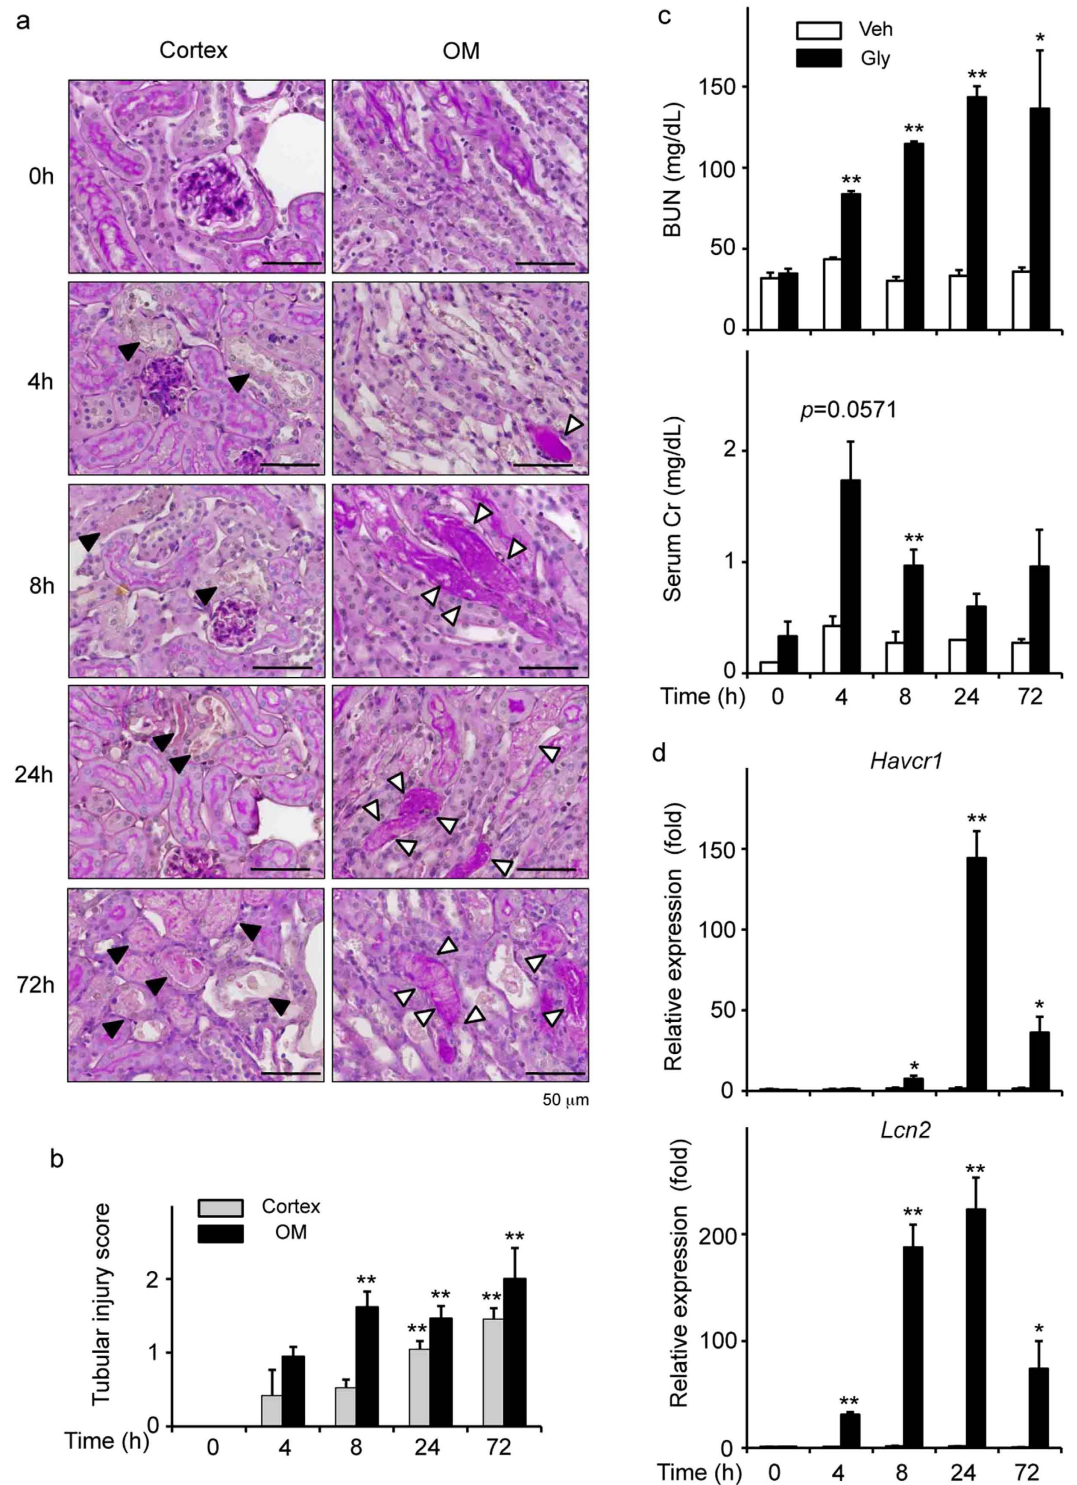 a
Cortex
OM
0h
4h
8h
24h
72h
50 μm
b
Tubular injury score
Cortex
OM
2
1
0
**
**
**
**
**
Time (h)
0
4
8
24
72
c
Veh
Gly
BUN (mg/dL)
150
100
50
0
**
**
**
*
Serum Cr (mg/dL)
2
1
0
p=0.0571
**
Time (h)
0
4
8
24
72
d
Havcr1
Relative expression (fold)
150
100
50
0
*
**
*
Lcn2
Relative expression (fold)
200
100
0
**
**
**
*
Time (h)
0
4
8
24
72